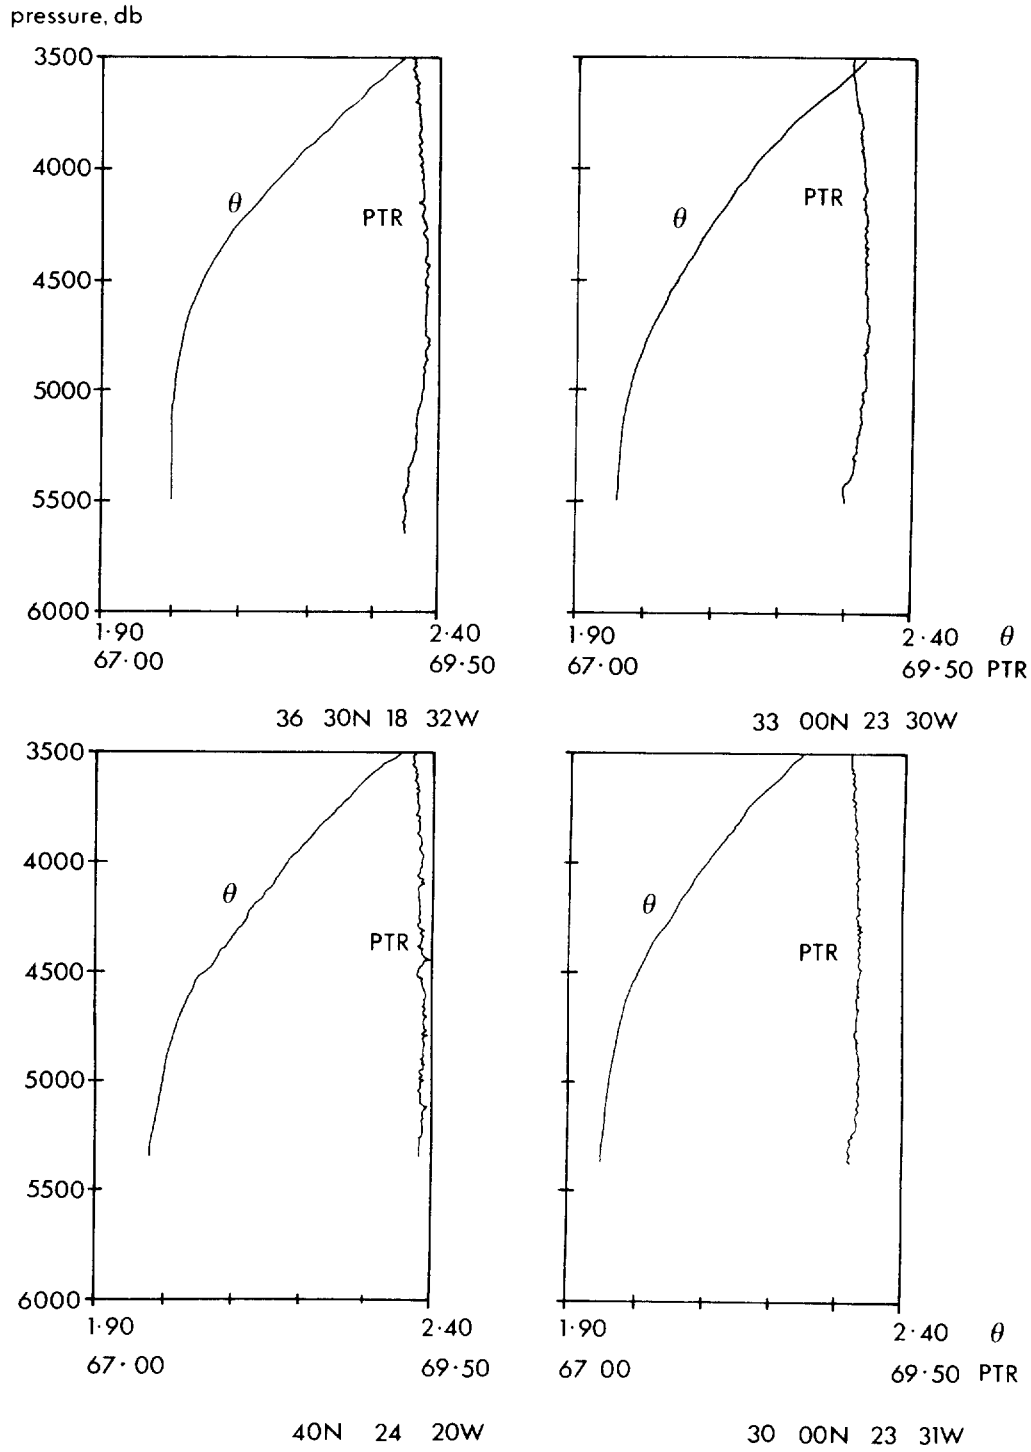 pressure, db
3500
4000
4500
5000
5500
6000
θ
PTR
θ
PTR
1·90
2·40
67·00
69·50
1·90
2·40 θ
67·00
69·50 PTR
36 30N 18 32W
33 00N 23 30W
3500
4000
4500
5000
5500
6000
θ
PTR
θ
PTR
1·90
2·40
67·00
69·50
1·90
2·40 θ
67 00
69·50 PTR
40N 24 20W
30 00N 23 31W